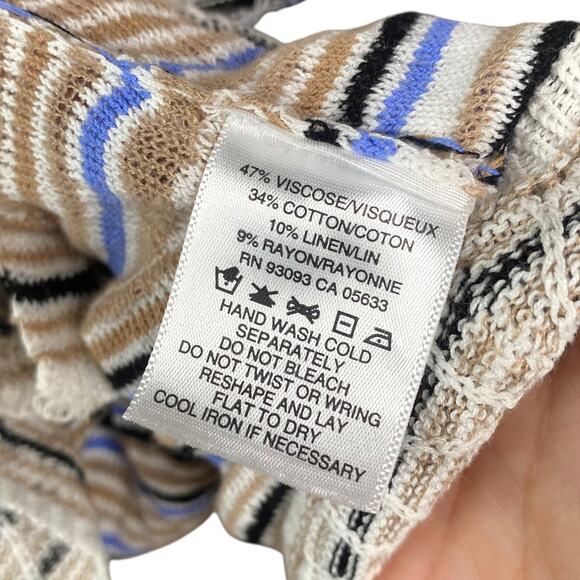 47% VISCOSE/VISQUEUX
34% COTTON/COTON
10% LINEN/LIN
9% RAYON/RAYONNE
RN 93093 CA 05633
HAND WASH COLD
SEPARATELY
DO NOT BLEACH
DO NOT TWIST OR WRING
RESHAPE AND LAY
FLAT TO DRY
COOL IRON IF NECESSARY